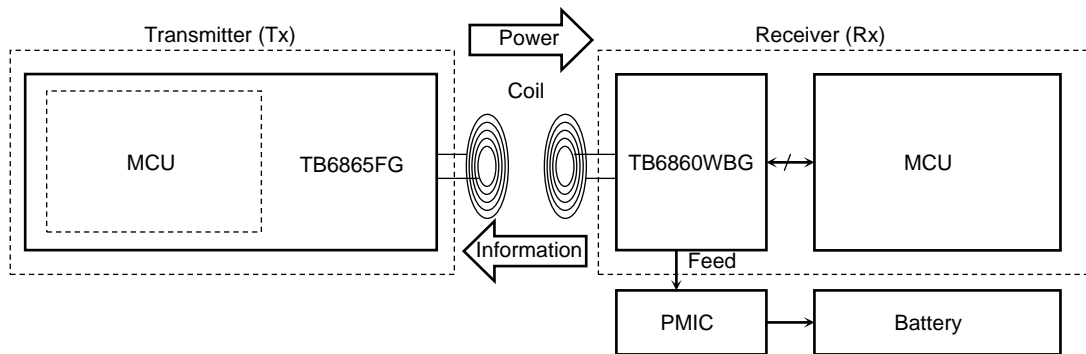 Transmitter (Tx)
Power
Receiver (Rx)
Coil
MCU
TB6865FG
TB6860WBG
MCU
Information
Feed
PMIC
Battery